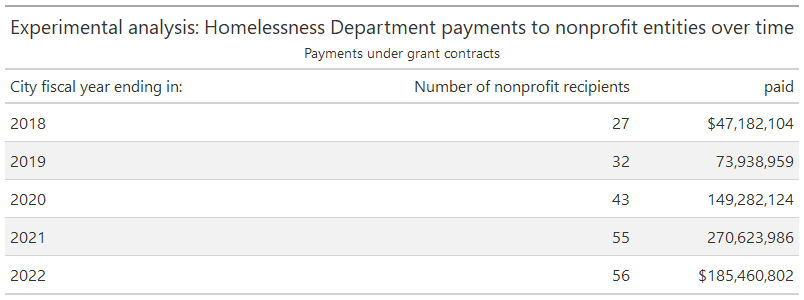 Experimental analysis: Homelessness Department payments to nonprofit entities over time
Payments under grant contracts
City fiscal year ending in: Number of nonprofit recipients paid
2018 27 $47,182,104
2019 32 73,938,959
2020 43 149,282,124
2021 55 270,623,986
2022 56 $185,460,802